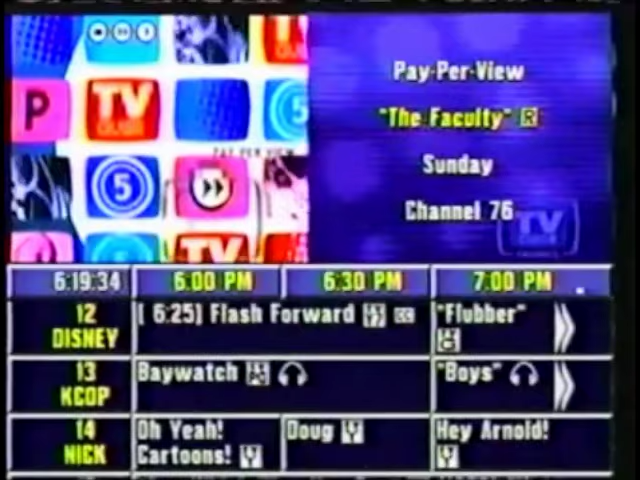 P
TV
GUIDE
5
PAY PER VIEW
5
TV
Pay-Per-View
"The Faculty" R
Sunday
Channel 76
TV
6:19:34 6:00 PM 6:30 PM 7:00 PM
12 DISNEY [ 6:25] Flash Forward CC "Flubber"
13 KCOP Baywatch "Boys"
14 NICK Oh Yeah! Cartoons! Y Doug Y Hey Arnold! Y